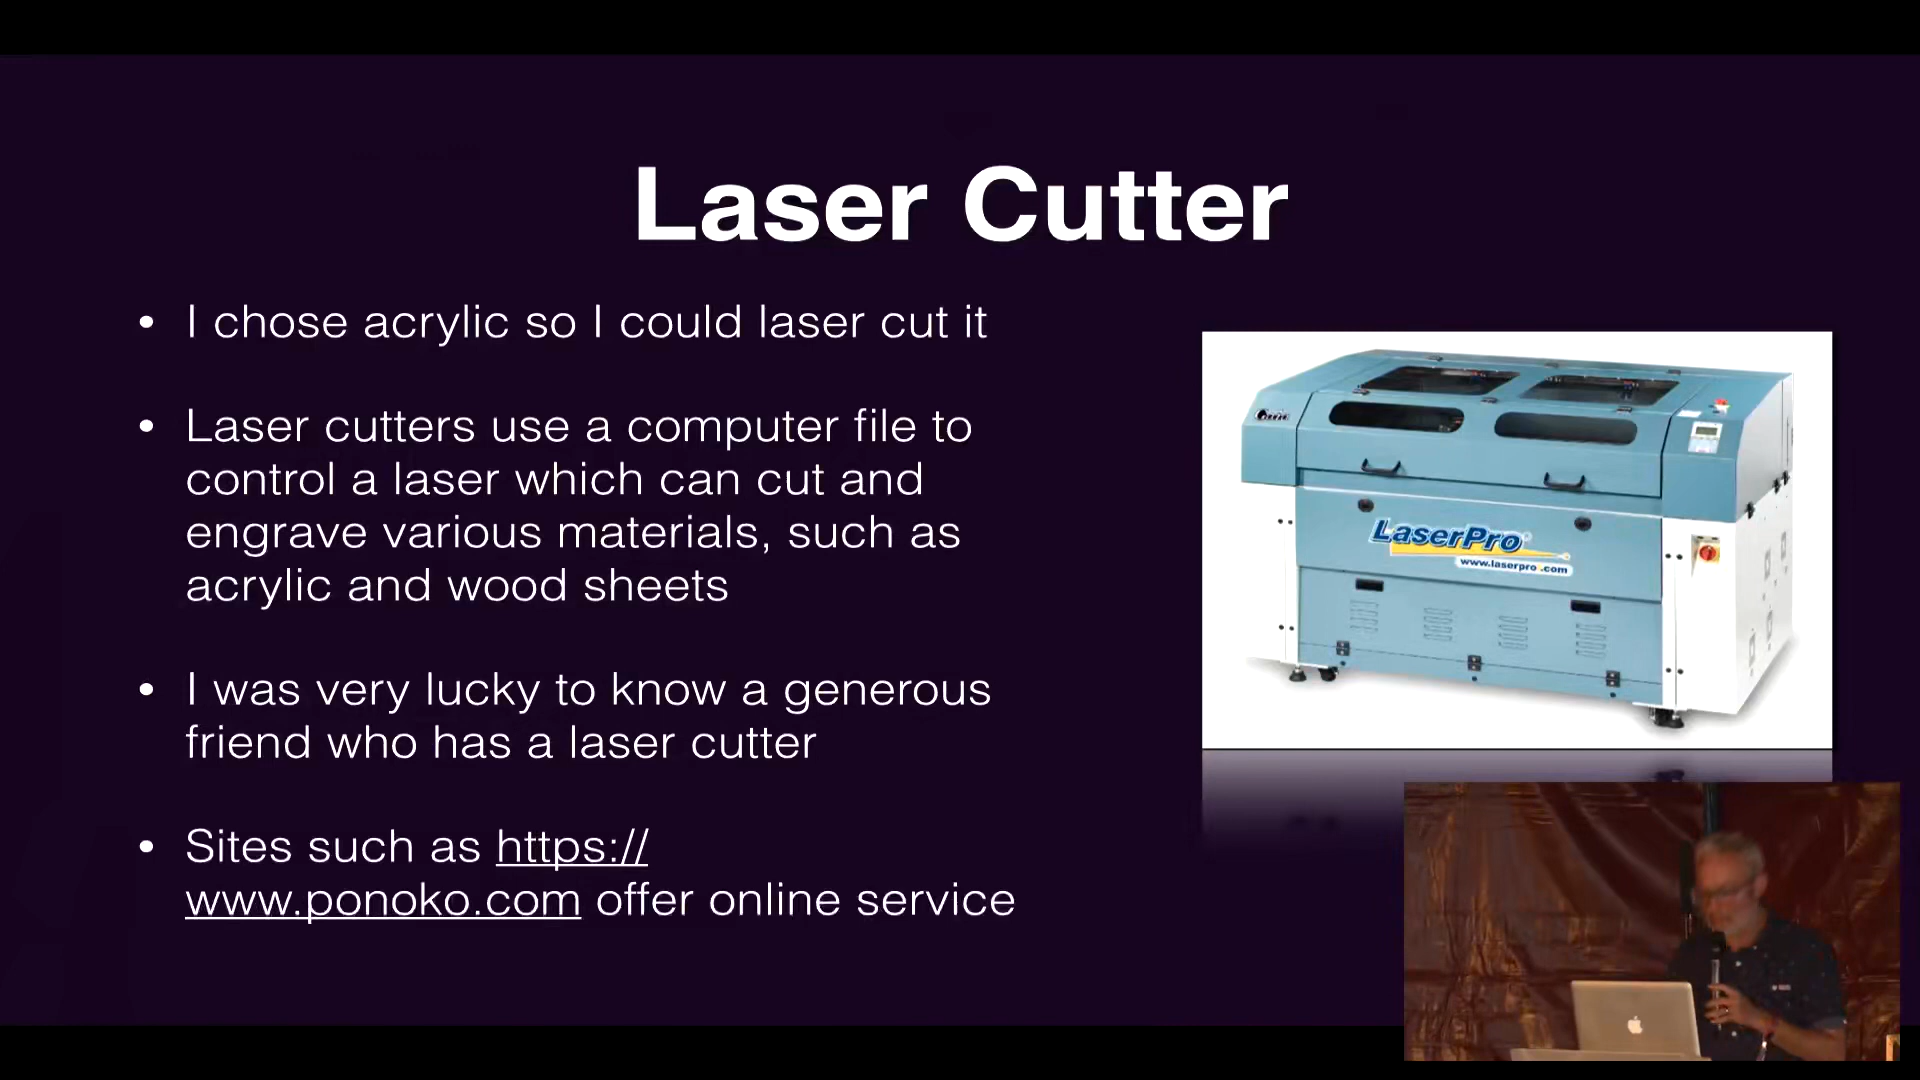 Laser Cutter
• I chose acrylic so I could laser cut it
• Laser cutters use a computer file to
control a laser which can cut and
engrave various materials, such as
acrylic and wood sheets
• I was very lucky to know a generous
friend who has a laser cutter
• Sites such as https://
www.ponoko.com offer online service
LaserPro
www.laserpro.com